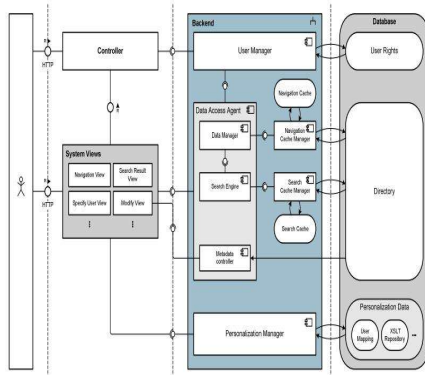 Backend
Database
Controller
User Manager
User Rights
HTTP
Navigation Cache
Data Access Agent
Data Manager
Navigation
Cache Manager
System Views
Navigation View
Search Result
View
Specify User View
Modify View
Search Engine
Search
Cache Manager
Directory
HTTP
Search Cache
Metadata
controller
Personalization Data
Personalization Manager
User
Mapping
XSLT
Repository
...